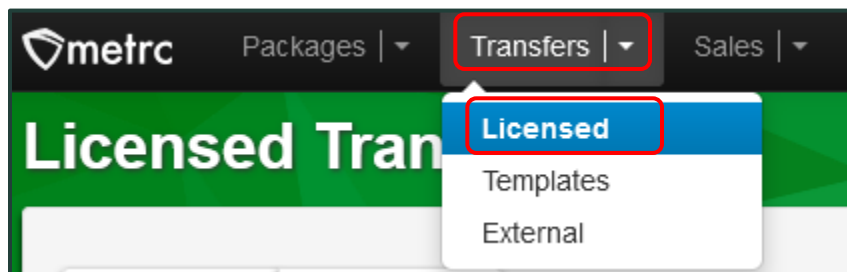 metrc Packages | Transfers | Sales |
Licensed Tran
Licensed
Templates
External